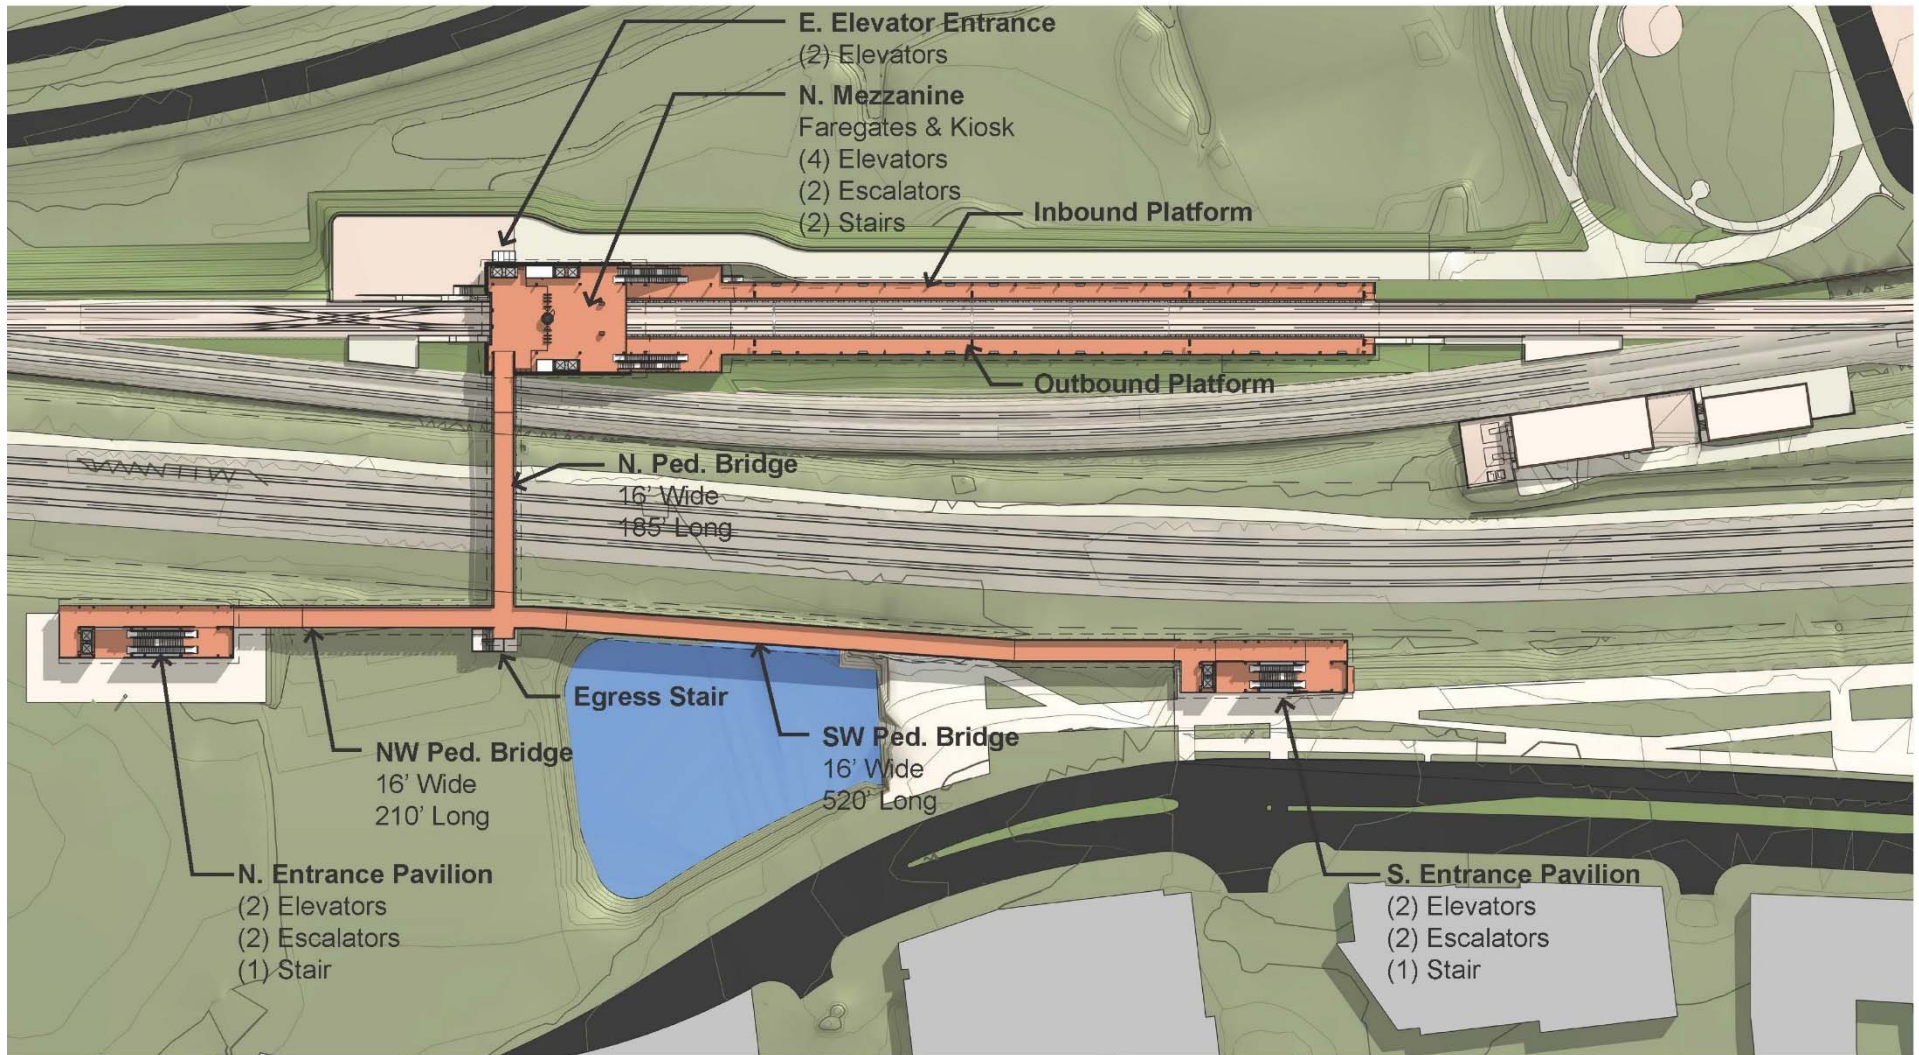 E. Elevator Entrance
(2) Elevators
N. Mezzanine
Faregates & Kiosk
(4) Elevators
(2) Escalators
(2) Stairs
Inbound Platform
Outbound Platform
N. Ped. Bridge
16' Wide
185' Long
Egress Stair
NW Ped. Bridge
16' Wide
210' Long
SW Ped. Bridge
16' Wide
520' Long
N. Entrance Pavilion
(2) Elevators
(2) Escalators
(1) Stair
S. Entrance Pavilion
(2) Elevators
(2) Escalators
(1) Stair